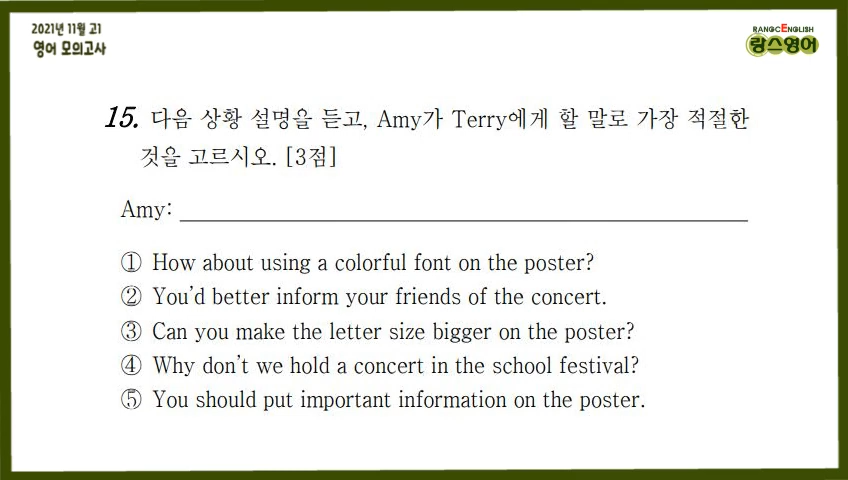 2021년 11월 고1
영어 모의고사
RANGCENGLISH
랑스영어
15. 다음 상황 설명을 듣고, Amy가 Terry에게 할 말로 가장 적절한
것을 고르시오. [3점]
Amy:
① How about using a colorful font on the poster?
② You'd better inform your friends of the concert.
③ Can you make the letter size bigger on the poster?
④ Why don't we hold a concert in the school festival?
⑤ You should put important information on the poster.